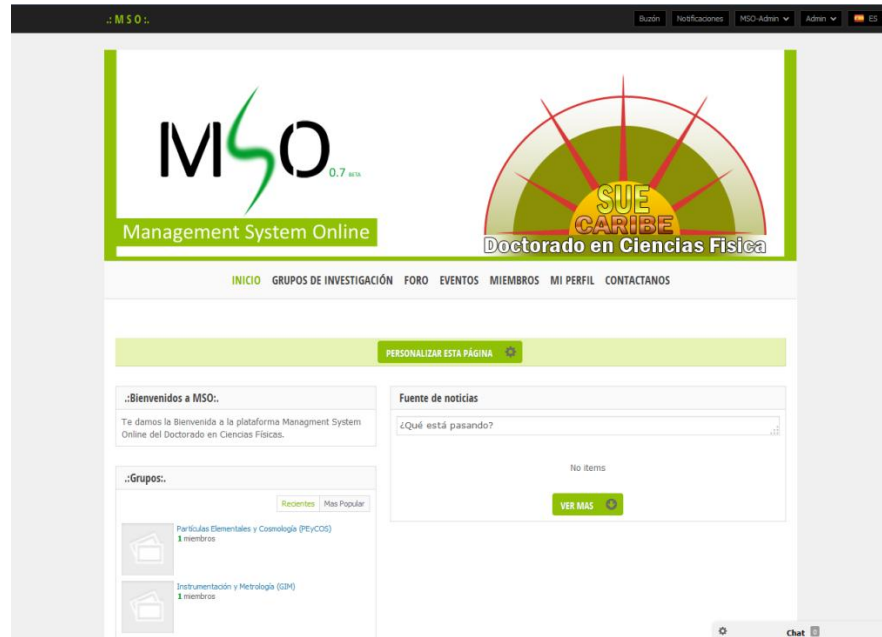 .: M S O :.
Buzón Notificaciones MSO-Admin Admin ES
MSO
0.7 BETA
Management System Online
SUE
CARIBE
Doctorado en Ciencias Física
INICIO GRUPOS DE INVESTIGACIÓN FORO EVENTOS MIEMBROS MI PERFIL CONTACTANOS
PERSONALIZAR ESTA PÁGINA
.:Bienvenidos a MSO:.
Te damos la Bienvenida a la plataforma Managment System
Online del Doctorado en Ciencias Físicas.
.:Grupos:.
Recientes Mas Popular
Partículas Elementales y Cosmología (PEyCOS)
1 miembros
Instrumentación y Metrología (GIM)
1 miembros
Fuente de noticias
¿Qué está pasando?
No items
VER MAS
Chat 0